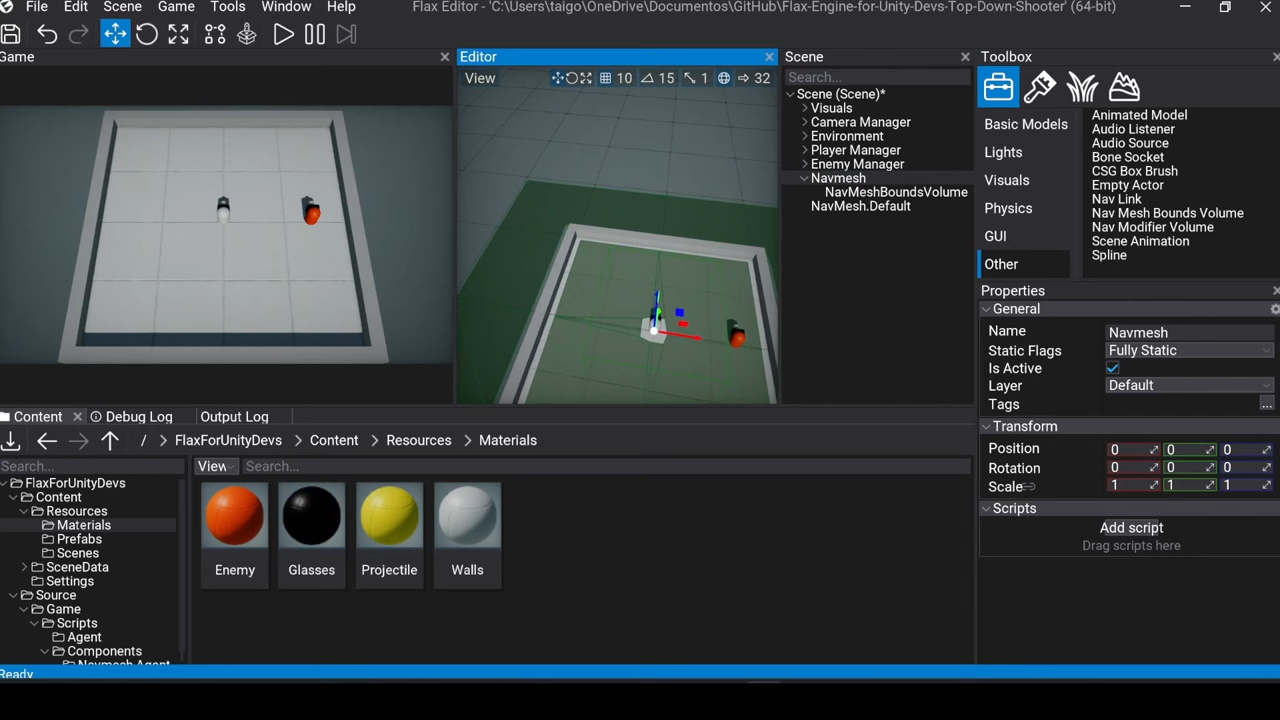 File Edit Scene Game Tools Window Help
Flax Editor - 'C:\Users\taigo\OneDrive\Documentos\GitHub\Flax-Engine-for-Unity-Devs-Top-Down-Shooter' (64-bit)
Game
Editor
View
10 15 1 32
Scene
Search...
Scene (Scene)*
Visuals
Camera Manager
Environment
Player Manager
Enemy Manager
Navmesh
NavMeshBoundsVolume
NavMesh.Default
Toolbox
Basic Models
Lights
Visuals
Physics
GUI
Other
Animated Model
Audio Listener
Audio Source
Bone Socket
CSG Box Brush
Empty Actor
Nav Link
Nav Mesh Bounds Volume
Nav Modifier Volume
Scene Animation
Spline
Properties
General
Name Navmesh
Static Flags Fully Static
Is Active
Layer Default
Tags ...
Transform
Position 0 0 0
Rotation 0 0 0
Scale 1 1 1
Scripts
Add script
Drag scripts here
Content Debug Log Output Log
/ FlaxForUnityDevs Content Resources Materials
Search...
View Search...
FlaxForUnityDevs
Content
Resources
Materials
Prefabs
Scenes
SceneData
Settings
Source
Game
Scripts
Agent
Components
Navmesh Agent
Enemy Glasses Projectile Walls
Ready